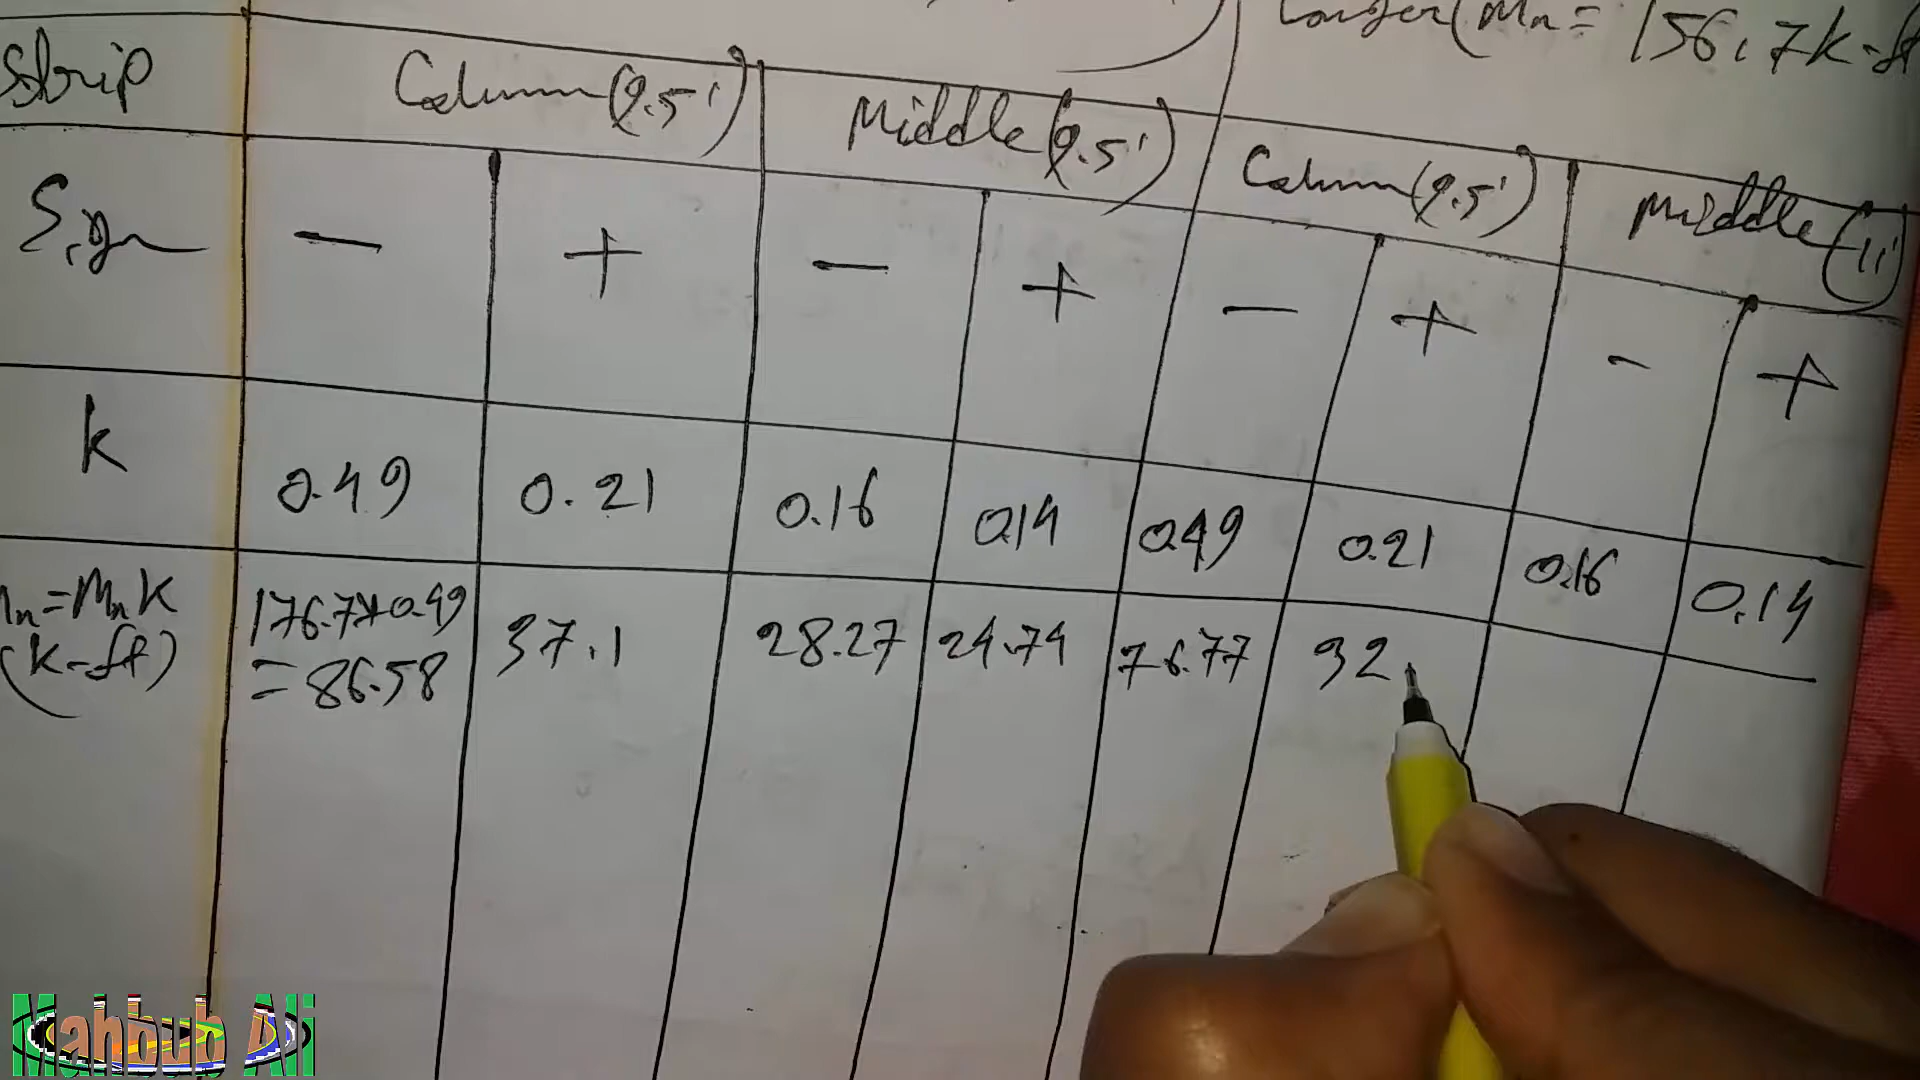 Longer(Mn = 156.7k-ft
Strip Column(9.5') Middle(9.5') Column(9.5') Middle(11')
Sign - + - + - + - +
k 0.49 0.21 0.16 0.14 0.49 0.21 0.16 0.14
=Mnk 176.7*0.49 37.1 28.27 24.74 76.77 32.
(k-ft) =86.58
Mahbub Ali